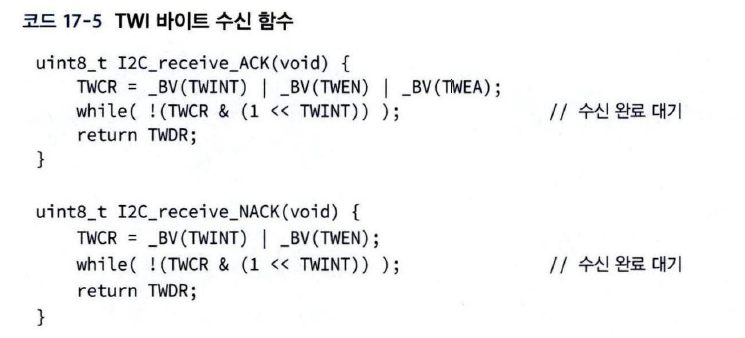 코드 17-5 TWI 바이트 수신 함수
uint8_t I2C_receive_ACK(void) {
    TWCR = _BV(TWINT) | _BV(TWEN) | _BV(TWEA);
    while( !(TWCR & (1 << TWINT)) );                // 수신 완료 대기
    return TWDR;
}
uint8_t I2C_receive_NACK(void) {
    TWCR = _BV(TWINT) | _BV(TWEN);
    while( !(TWCR & (1 << TWINT)) );                // 수신 완료 대기
    return TWDR;
}